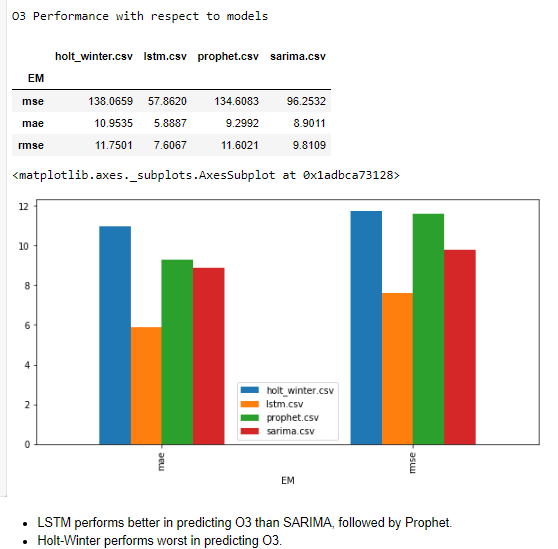 O3 Performance with respect to models
holt_winter.csv lstm.csv prophet.csv sarima.csv
EM
mse 138.0659 57.8620 134.6083 96.2532
mae 10.9535 5.8887 9.2992 8.9011
rmse 11.7501 7.6067 11.6021 9.8109
<matplotlib.axes._subplots.AxesSubplot at 0x1adbca73128>
12
10
8
6
4
2
0
holt_winter.csv
lstm.csv
prophet.csv
sarima.csv
mae
rmse
EM
• LSTM performs better in predicting O3 than SARIMA, followed by Prophet.
• Holt-Winter performs worst in predicting O3.